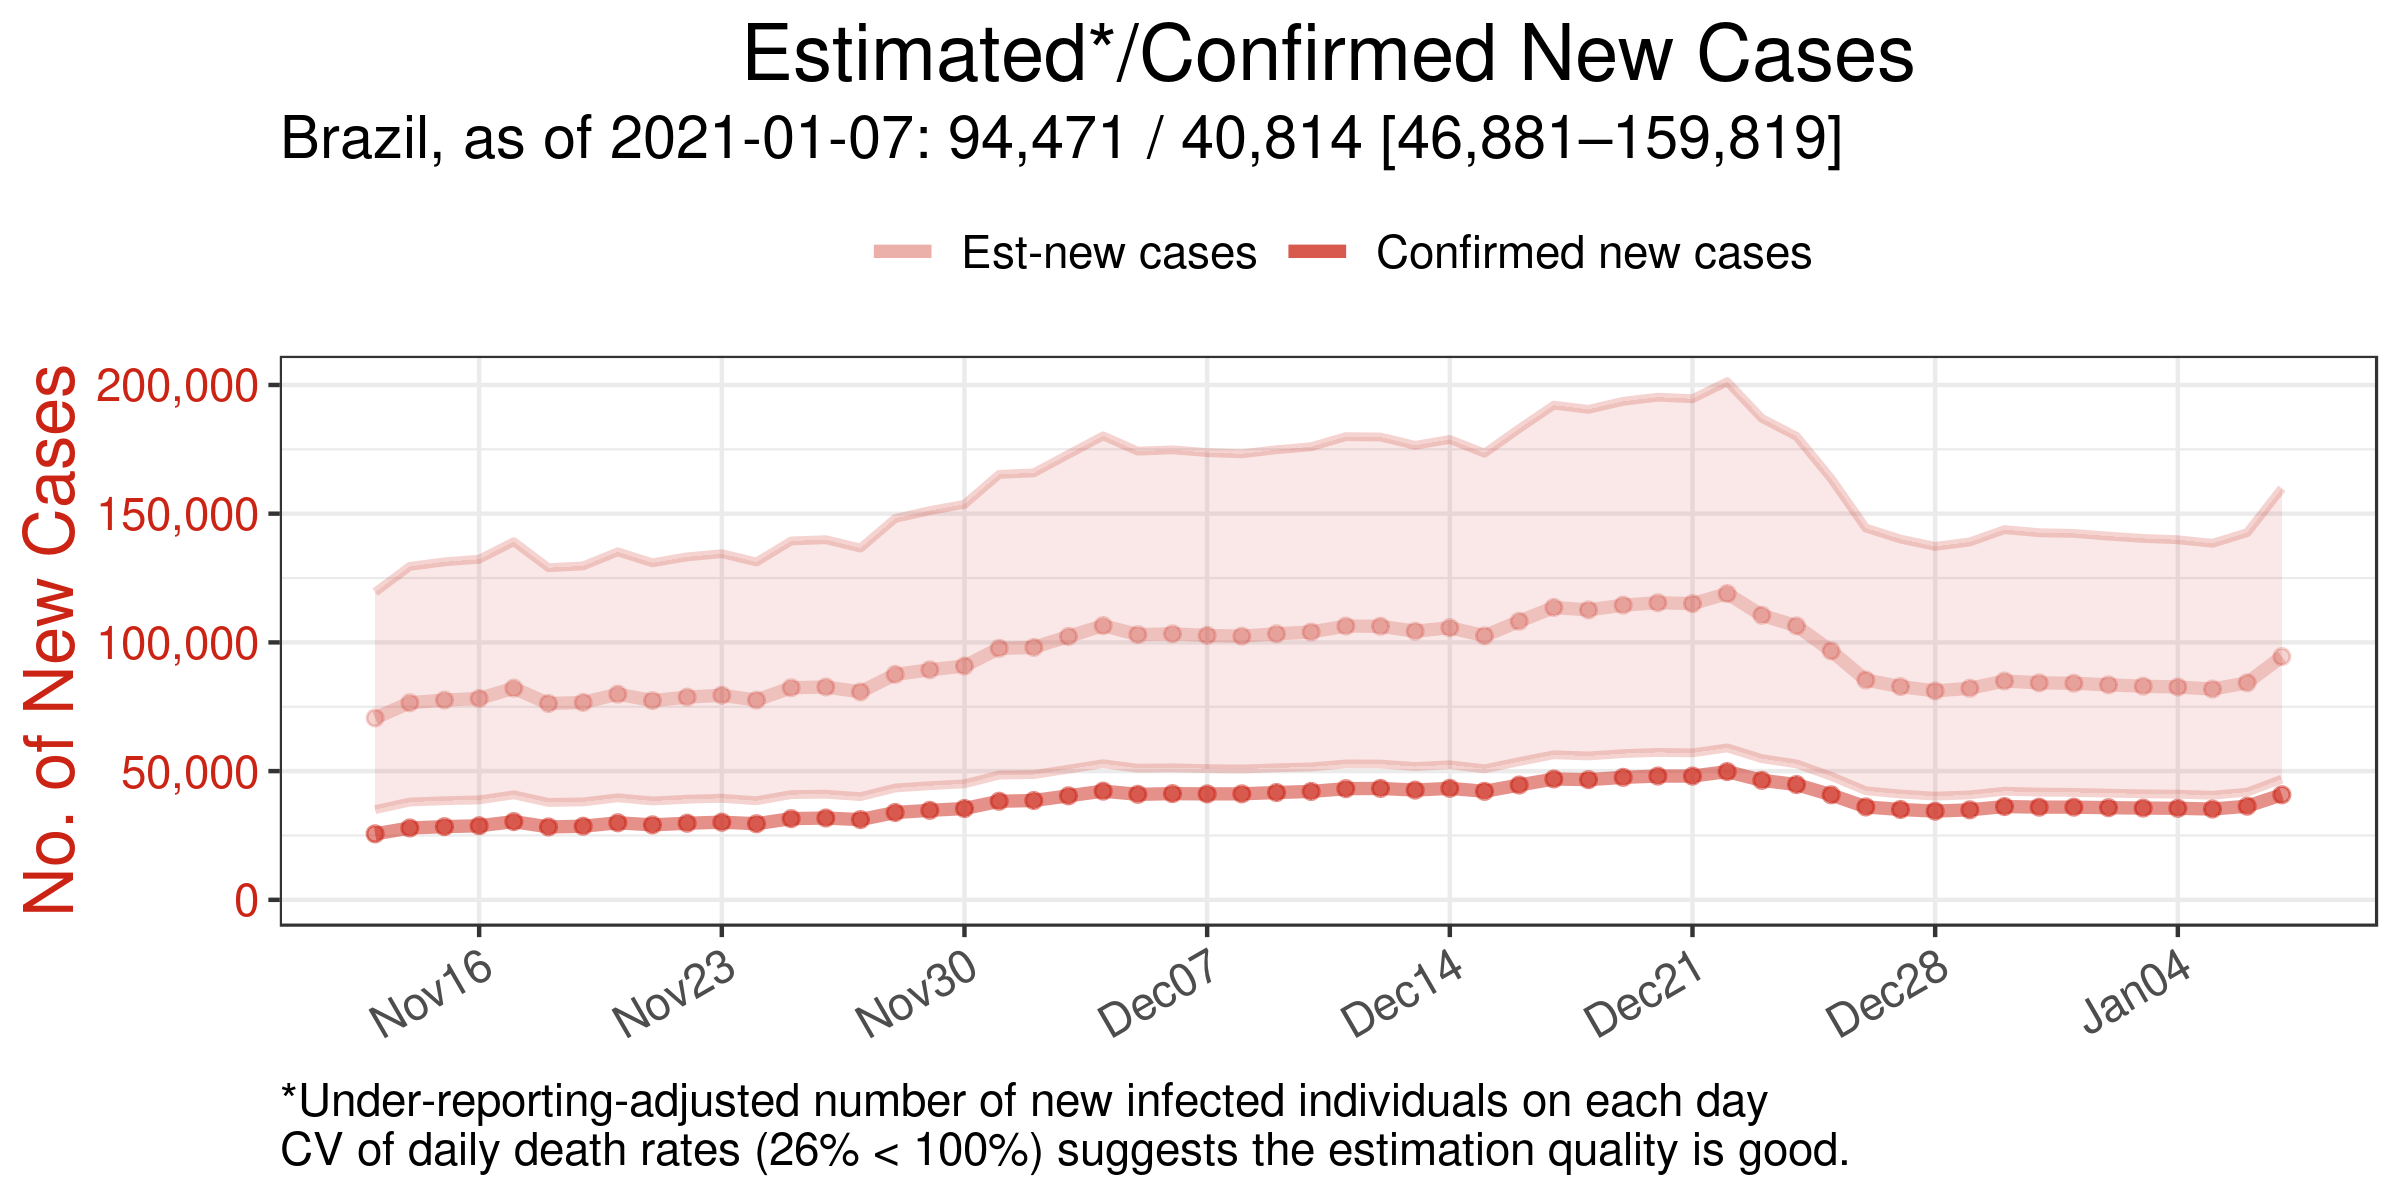 Estimated*/Confirmed New Cases
Brazil, as of 2021-01-07: 94,471 / 40,814 [46,881–159,819]
Est-new cases Confirmed new cases
No. of New Cases
200,000
150,000
100,000
50,000
0
Nov16 Nov23 Nov30 Dec07 Dec14 Dec21 Dec28 Jan04
*Under-reporting-adjusted number of new infected individuals on each day
CV of daily death rates (26% < 100%) suggests the estimation quality is good.